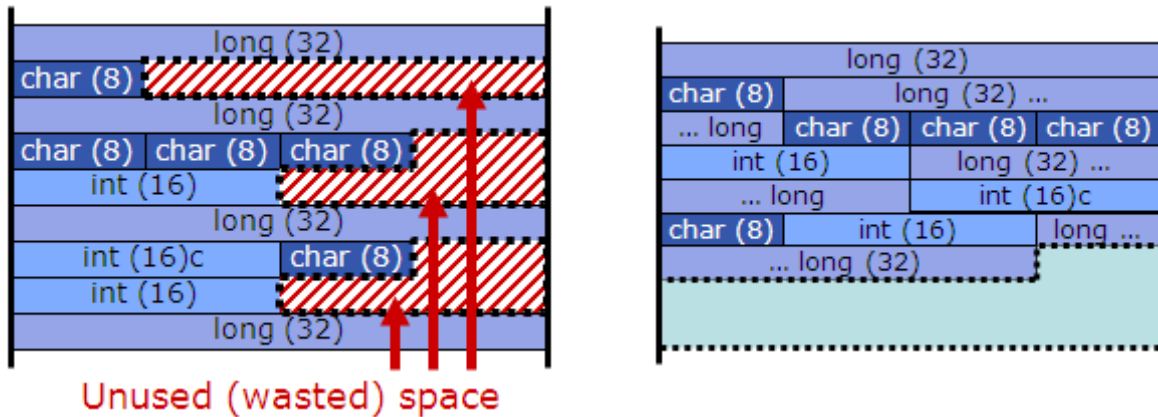 long (32)
char (8)
long (32)
char (8) char (8) char (8)
int (16)
long (32)
int (16)c char (8)
int (16)
long (32)
Unused (wasted) space
long (32)
char (8) long (32) ...
... long char (8) char (8) char (8)
int (16) long (32) ...
... long int (16)c
char (8) int (16) long ...
... long (32)